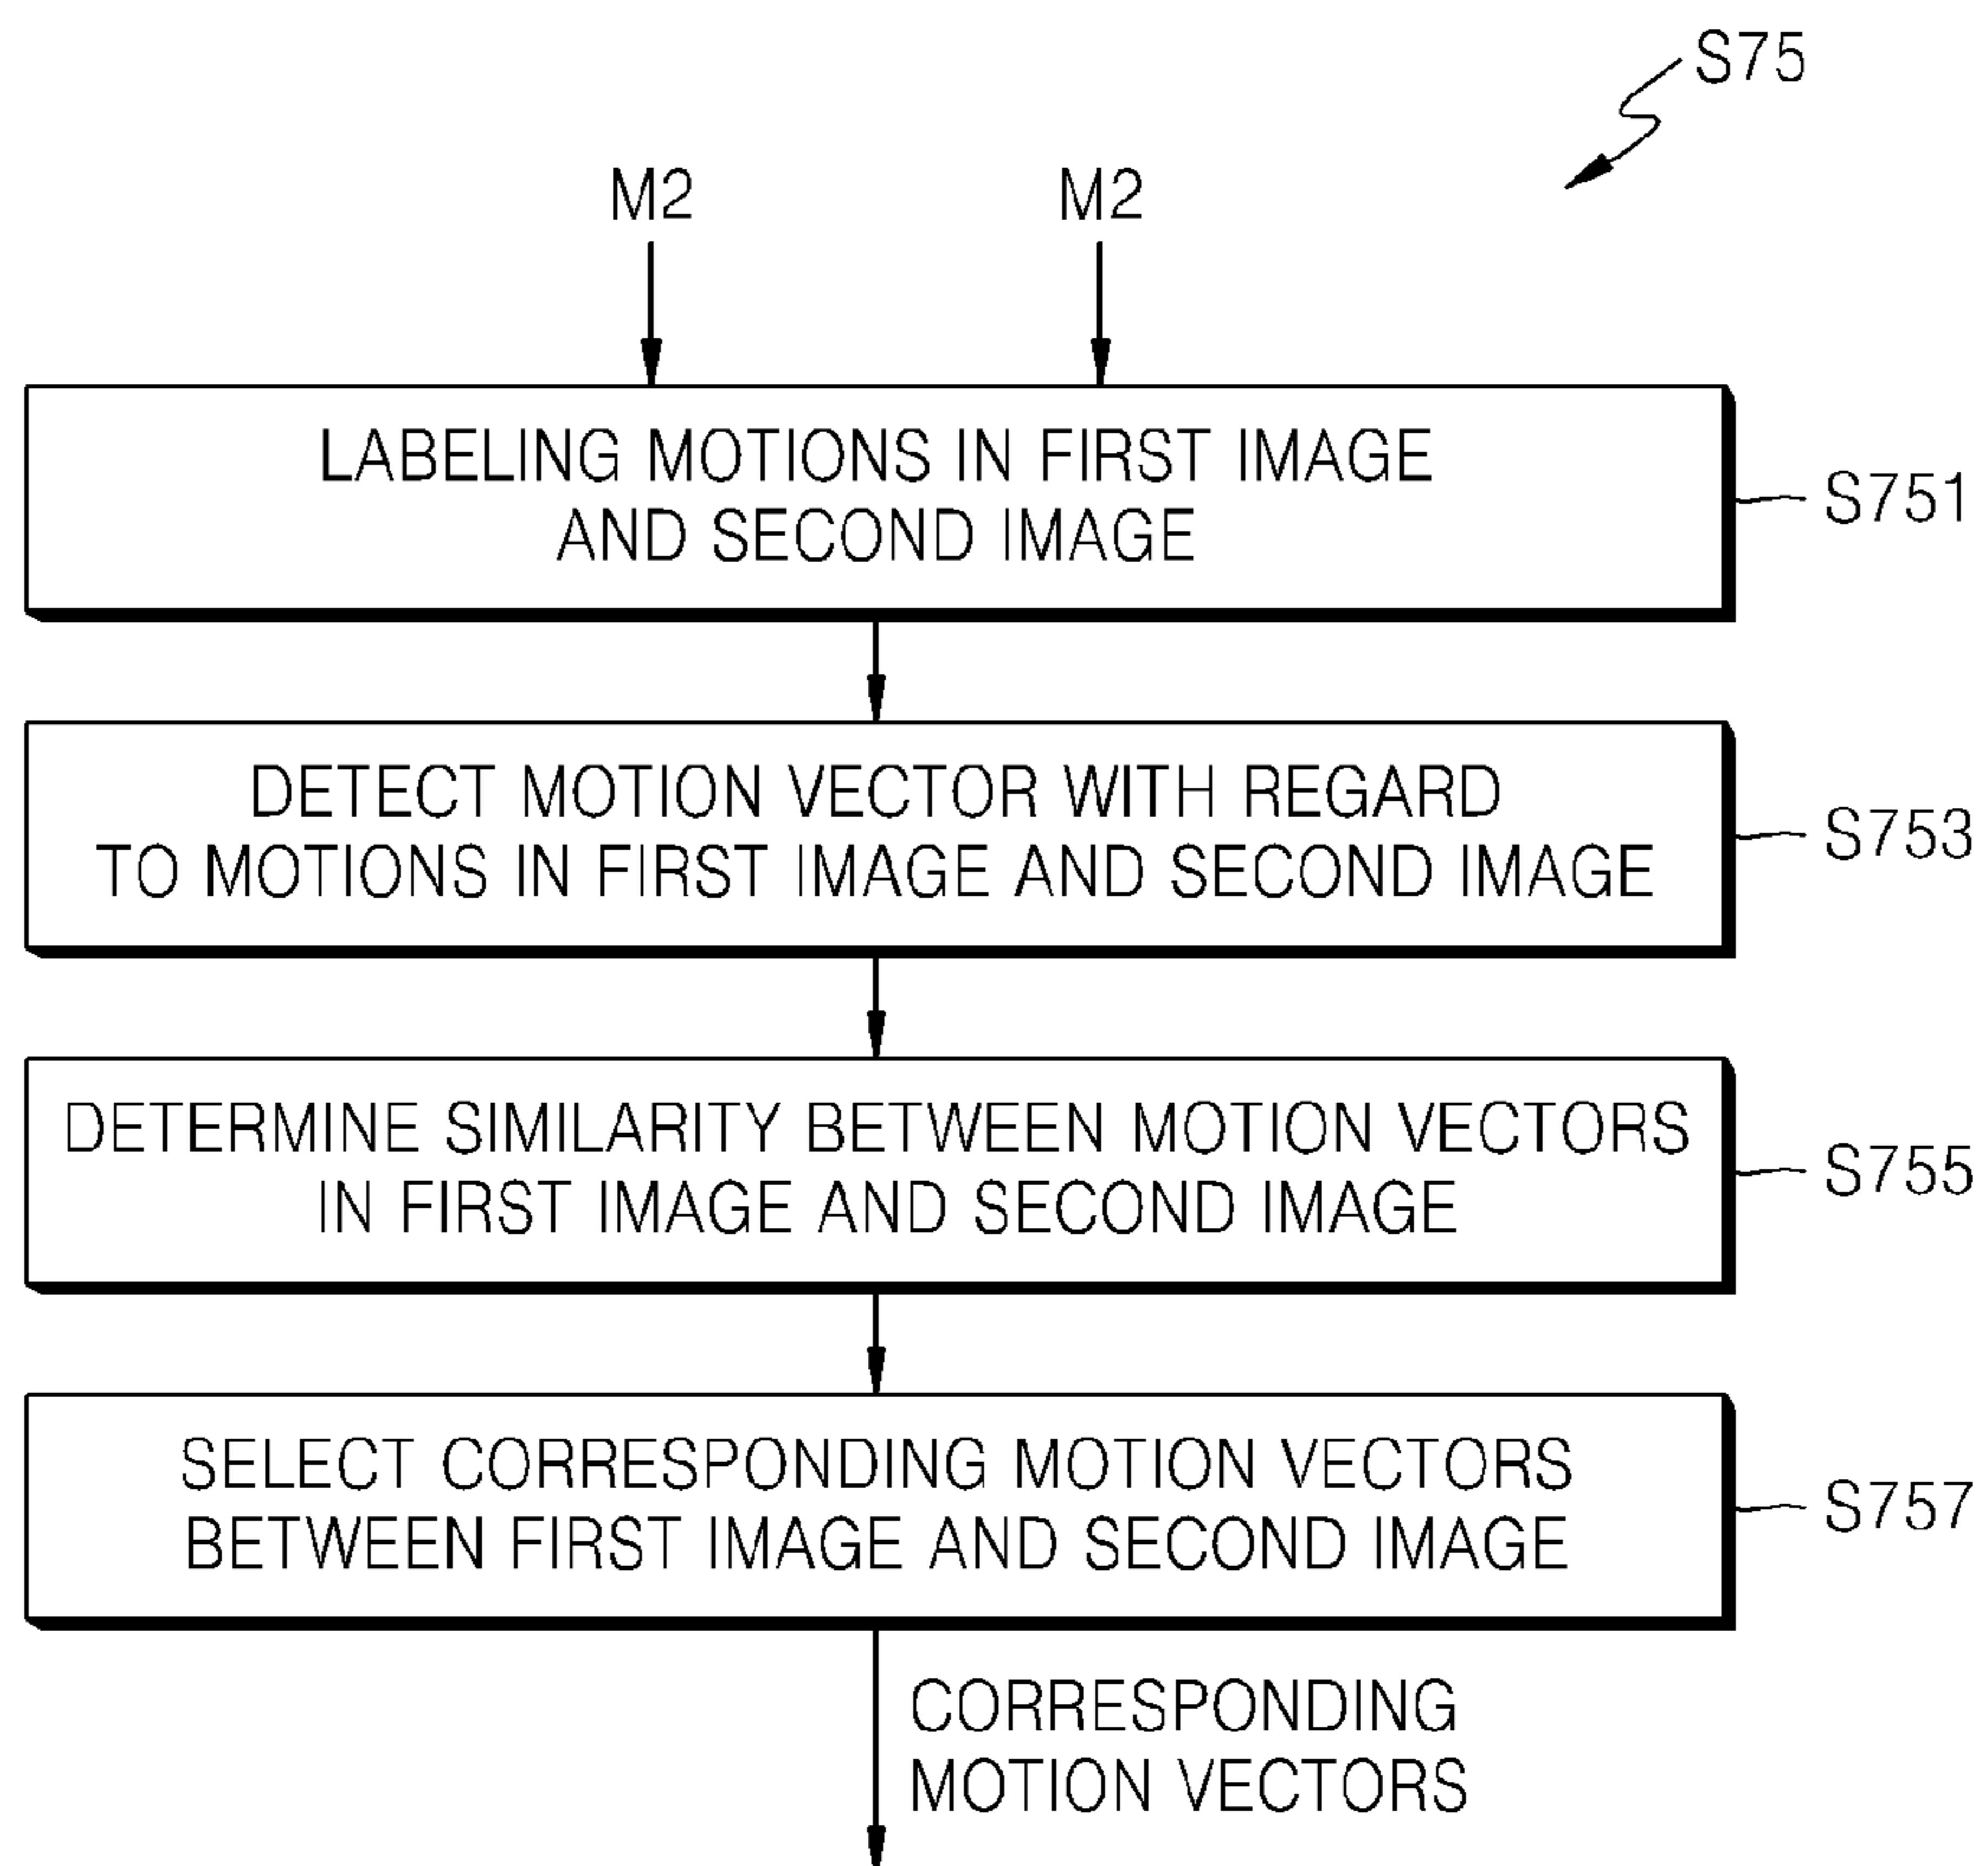 S75
M2 M2
LABELING MOTIONS IN FIRST IMAGE
AND SECOND IMAGE
S751
DETECT MOTION VECTOR WITH REGARD
TO MOTIONS IN FIRST IMAGE AND SECOND IMAGE
S753
DETERMINE SIMILARITY BETWEEN MOTION VECTORS
IN FIRST IMAGE AND SECOND IMAGE
S755
SELECT CORRESPONDING MOTION VECTORS
BETWEEN FIRST IMAGE AND SECOND IMAGE
S757
CORRESPONDING
MOTION VECTORS